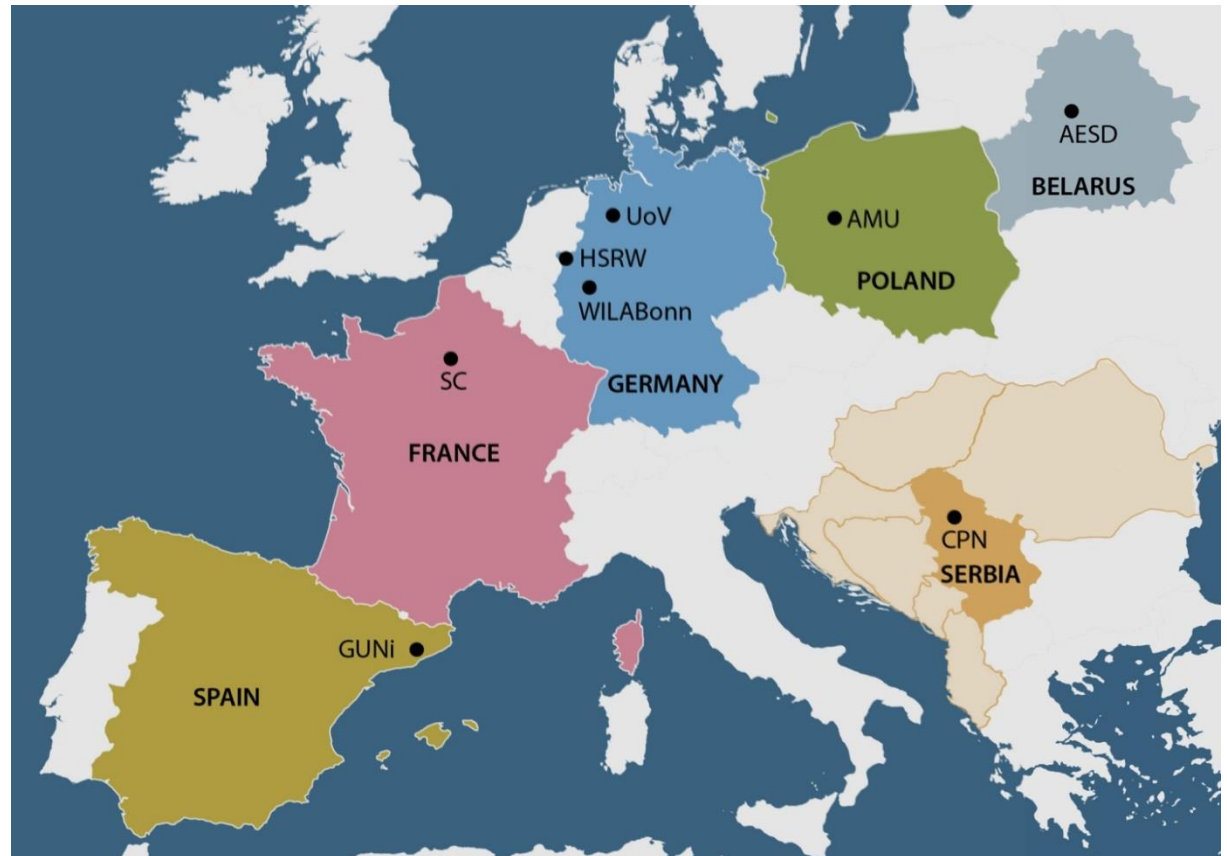 AESD
BELARUS
UoV
AMU
HSRW
POLAND
WILABonn
SC
GERMANY
FRANCE
CPN
SERBIA
GUNi
SPAIN